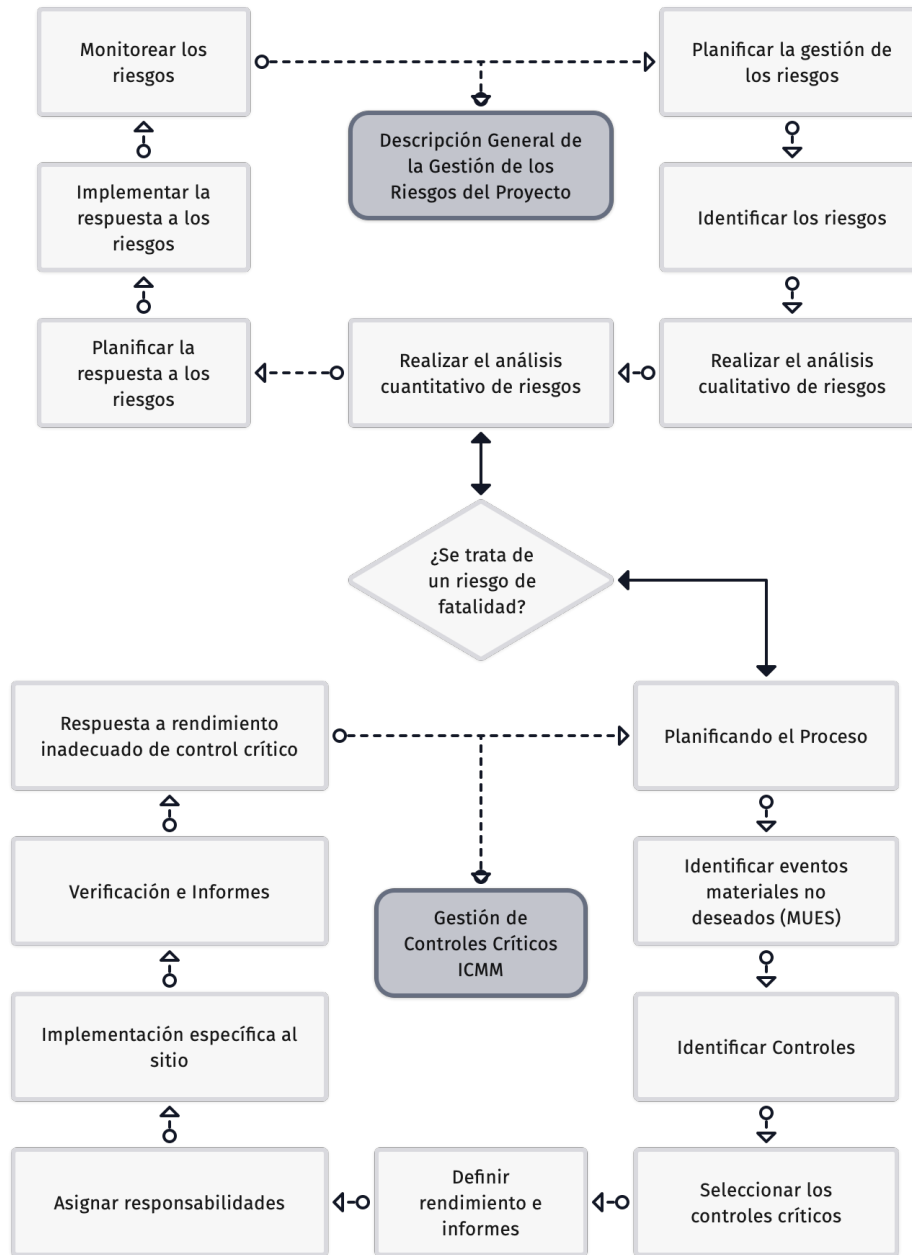 Monitorear los
riesgos
Planificar la gestión de
los riesgos
Descripción General de
la Gestión de los
Riesgos del Proyecto
Implementar la
respuesta a los
riesgos
Identificar los riesgos
Planificar la
respuesta a los
riesgos
Realizar el análisis
cuantitativo de riesgos
Realizar el análisis
cualitativo de riesgos
¿Se trata de
un riesgo de
fatalidad?
Respuesta a rendimiento
inadecuado de control crítico
Planificando el Proceso
Verificación e Informes
Identificar eventos
materiales no
deseados (MUES)
Gestión de
Controles Críticos
ICMM
Implementación específica al
sitio
Identificar Controles
Asignar responsabilidades
Definir
rendimiento e
informes
Seleccionar los
controles críticos